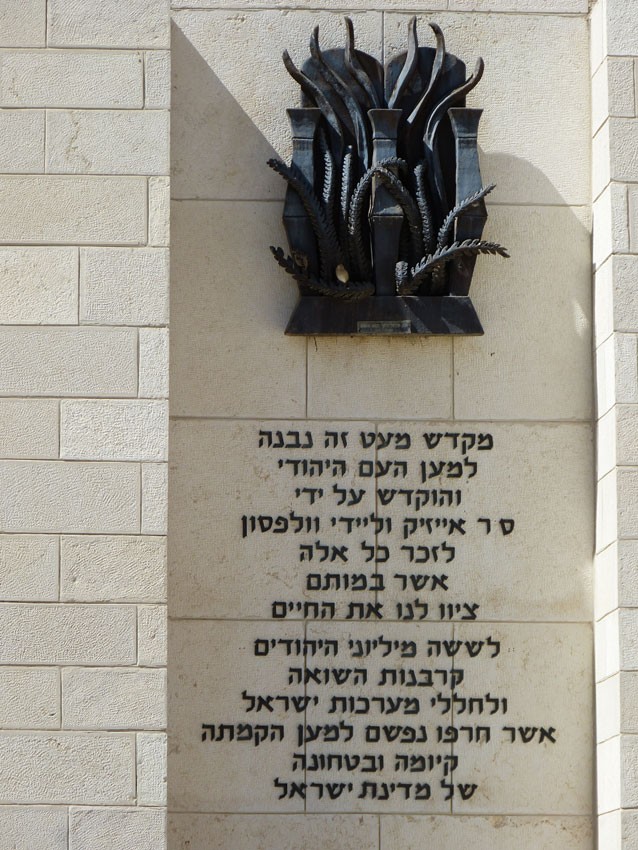 מקדש מעט זה נבנה
למען העם היהודי
והוקדש על ידי
ס ר אייזיק וליידי וולפסון
לזכר כל אלה
אשר במותם
ציוו לנו את החיים
לששה מיליוני היהודים
קרבנות השואה
ולחללי מערכות ישראל
אשר חרפו נפשם למען הקמתה
קיומה ובטחונה
של מדינת ישראל